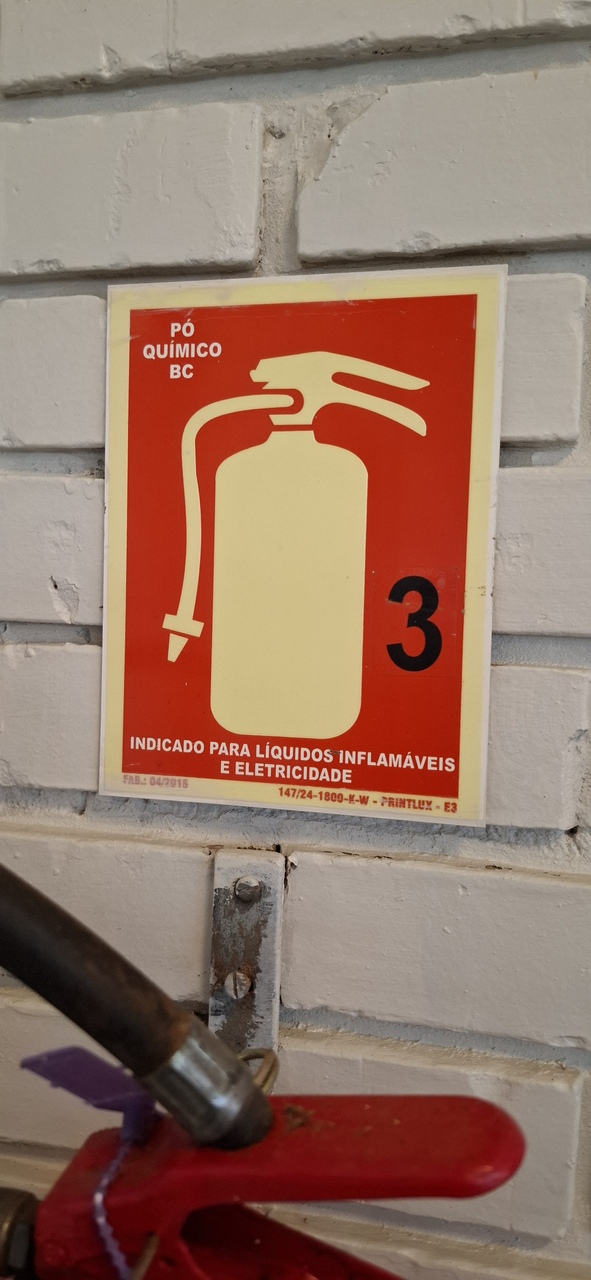 PÓ
QUÍMICO
BC
3
INDICADO PARA LÍQUIDOS INFLAMÁVEIS
E ELETRICIDADE
FAB.: 04/2015
147/24-1800-K-W - PRINTLUX - E3